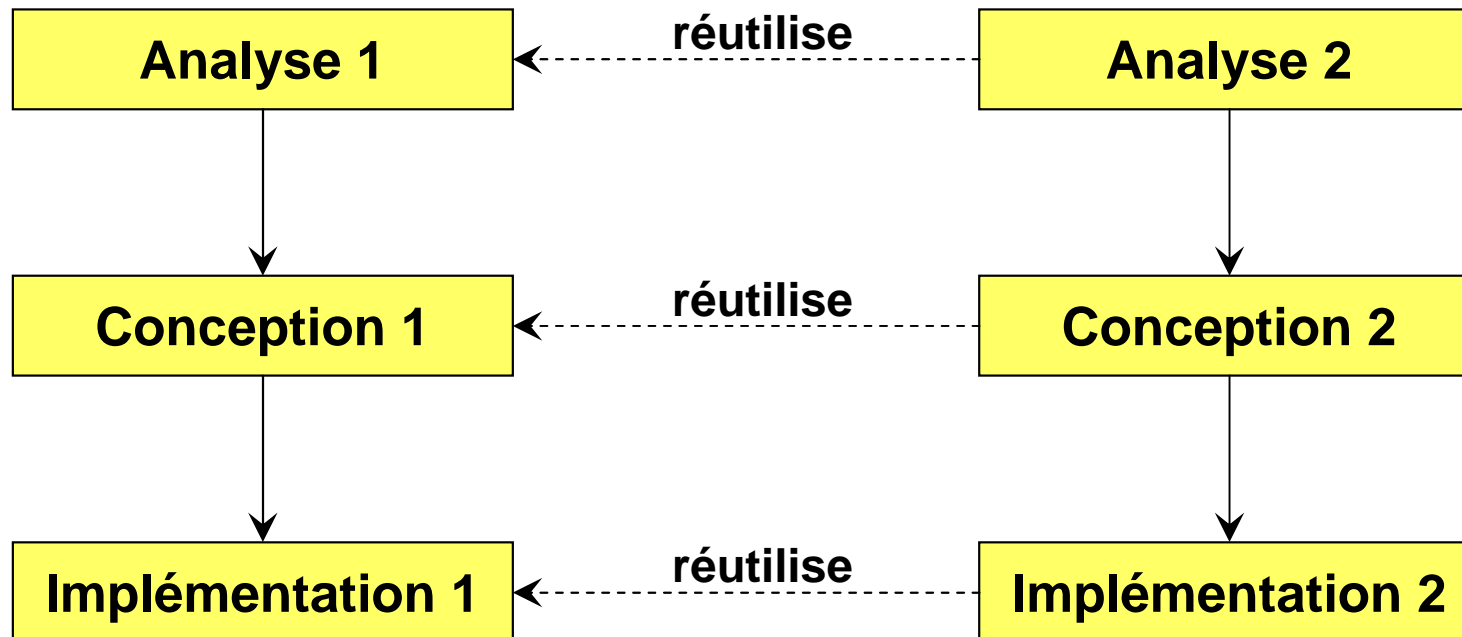 réutilise
Analyse 1
Analyse 2
réutilise
Conception 1
Conception 2
réutilise
Implémentation 1
Implémentation 2